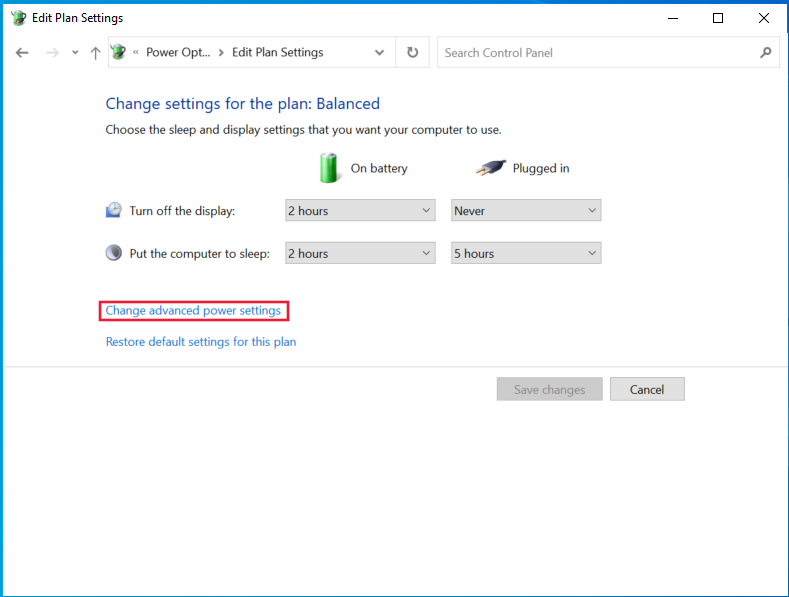 Edit Plan Settings
« Power Opt... > Edit Plan Settings
Search Control Panel
Change settings for the plan: Balanced
Choose the sleep and display settings that you want your computer to use.
On battery Plugged in
Turn off the display: 2 hours Never
Put the computer to sleep: 2 hours 5 hours
Change advanced power settings
Restore default settings for this plan
Save changes Cancel